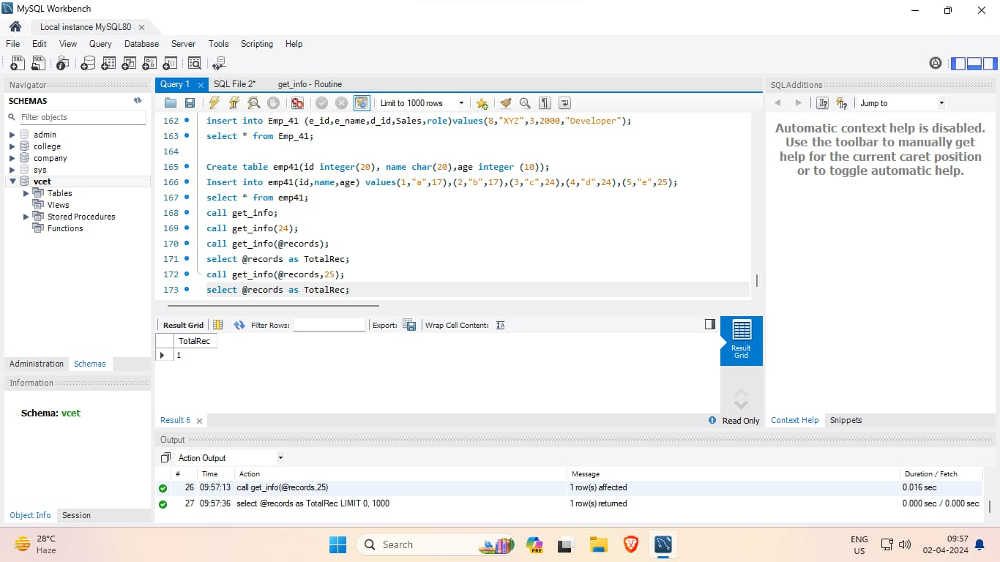 MySQL Workbench
Local instance MySQL80
File Edit View Query Database Server Tools Scripting Help
Navigator
SCHEMAS
Filter objects
admin
college
company
sys
vcet
Tables
Views
Stored Procedures
Functions
Administration Schemas
Information
Schema: vcet
Object Info Session
Query 1 SQL File 2* get_info - Routine
Limit to 1000 rows
162 insert into Emp_41 (e_id,e_name,d_id,Sales,role)values(8,"XYZ",3,2000,"Developer");
163 select * from Emp_41;
164
165 Create table emp41(id integer(20), name char(20),age integer (10));
166 Insert into emp41(id,name,age) values(1,"a",17),(2,"b",17),(3,"c",24),(4,"d",24),(5,"e",25);
167 select * from emp41;
168 call get_info;
169 call get_info(24);
170 call get_info(@records);
171 select @records as TotalRec;
172 call get_info(@records,25);
173 select @records as TotalRec;
Result Grid Filter Rows: Export: Wrap Cell Content:
TotalRec
1
Result Grid
Result 6
Read Only
SQLAdditions
Jump to
Automatic context help is disabled.
Use the toolbar to manually get
help for the current caret position
or to toggle automatic help.
Context Help Snippets
Output
Action Output
# Time Action Message Duration / Fetch
26 09:57:13 call get_info(@records,25) 1 row(s) affected 0.016 sec
27 09:57:36 select @records as TotalRec LIMIT 0, 1000 1 row(s) returned 0.000 sec / 0.000 sec
28°C
Haze
Search
PRE
ENG
US
09:57
02-04-2024